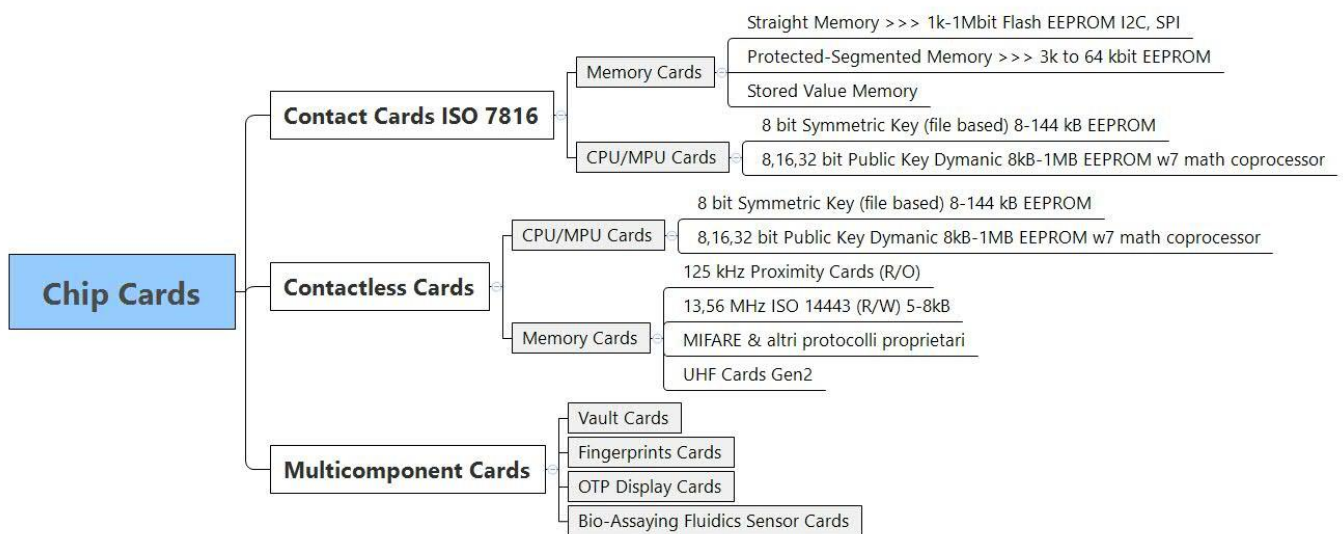 Chip Cards
Contact Cards ISO 7816
Memory Cards
Straight Memory >>> 1k-1Mbit Flash EEPROM I2C, SPI
Protected-Segmented Memory >>> 3k to 64 kbit EEPROM
Stored Value Memory
CPU/MPU Cards
8 bit Symmetric Key (file based) 8-144 kB EEPROM
8,16,32 bit Public Key Dymanic 8kB-1MB EEPROM w7 math coprocessor
Contactless Cards
CPU/MPU Cards
8 bit Symmetric Key (file based) 8-144 kB EEPROM
8,16,32 bit Public Key Dymanic 8kB-1MB EEPROM w7 math coprocessor
Memory Cards
125 kHz Proximity Cards (R/O)
13,56 MHz ISO 14443 (R/W) 5-8kB
MIFARE & altri protocolli proprietari
UHF Cards Gen2
Multicomponent Cards
Vault Cards
Fingerprints Cards
OTP Display Cards
Bio-Assaying Fluidics Sensor Cards